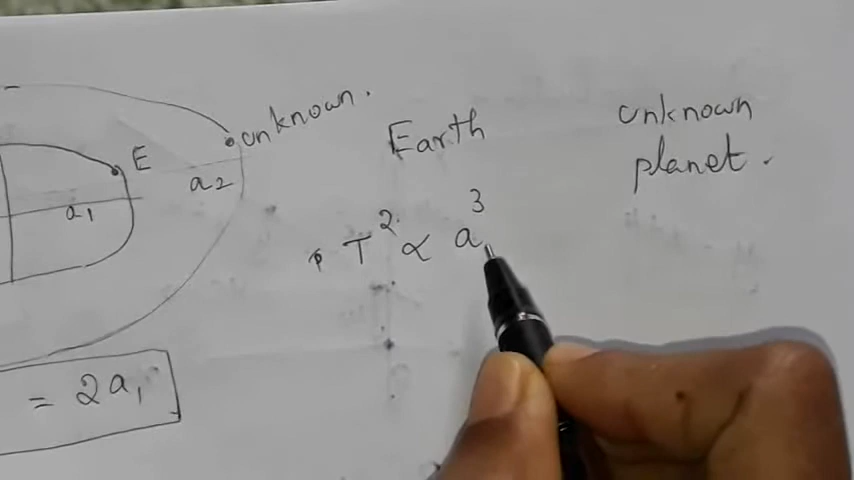 unknown.
E
a2
a1
= 2a1
Earth
T² ∝ a³
unknown
planet.